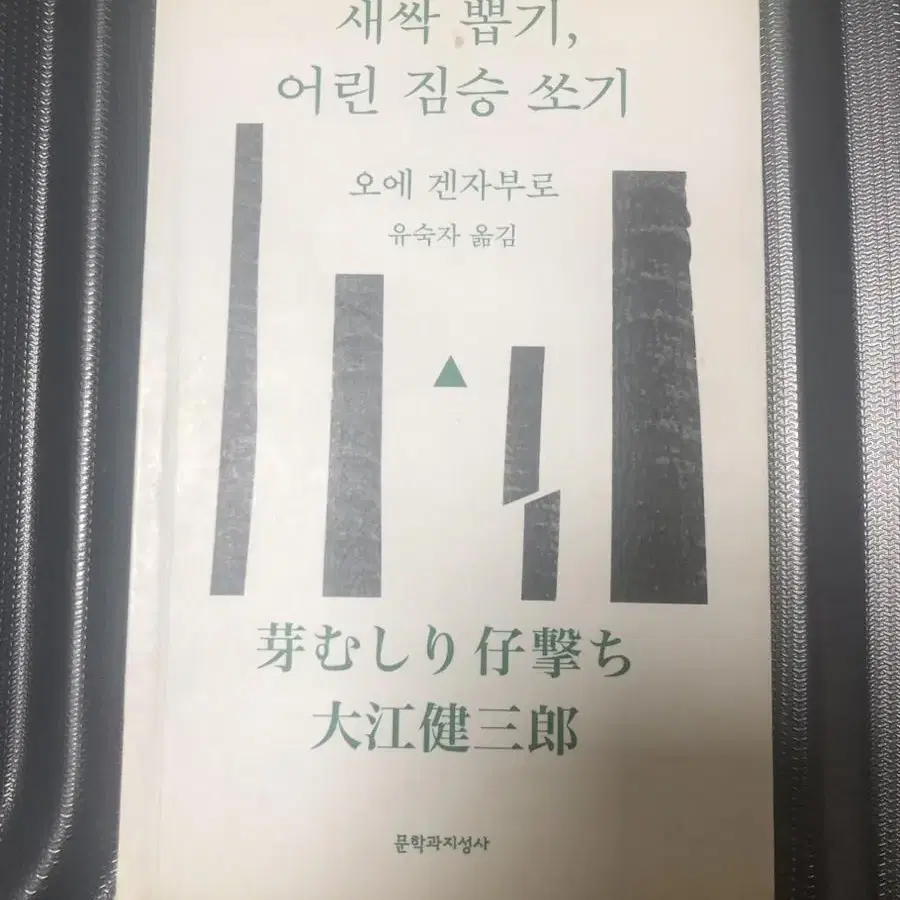 새싹 뽑기,
어린 짐승 쏘기
오에 겐자부로
유숙자 옮김
芽むしり仔撃ち
大江健三郎
문학과지성사